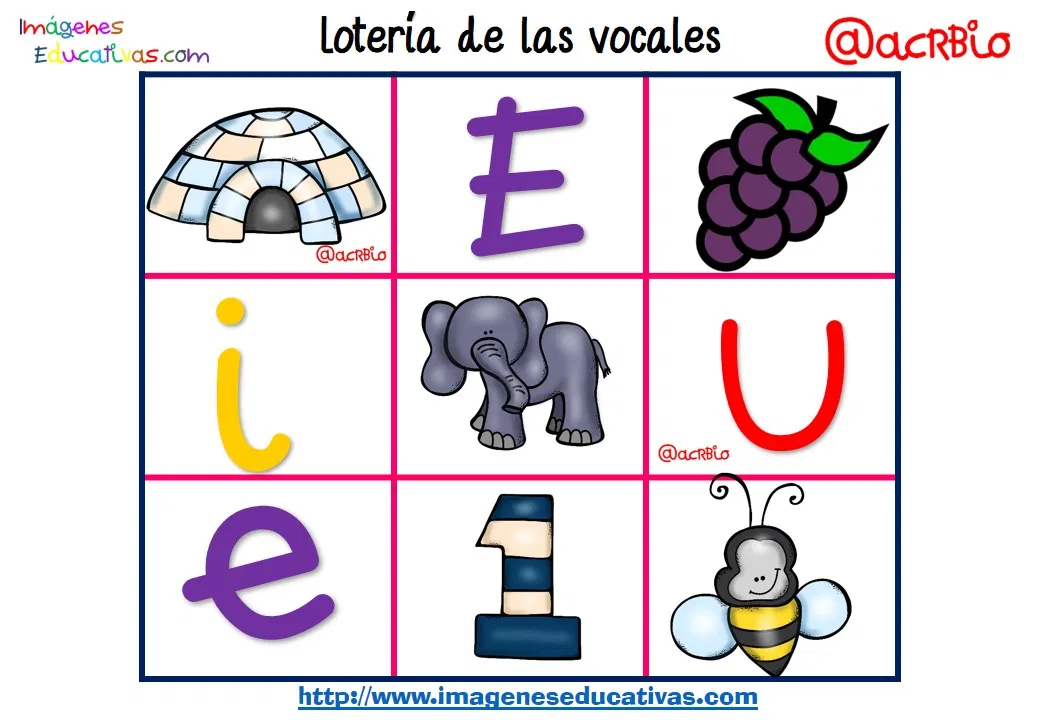 Imágenes
Educativas.com
Lotería de las vocales
@acRBio
E
@acRBio
i
U
@acRBio
e
1
http://www.imageneseducativas.com